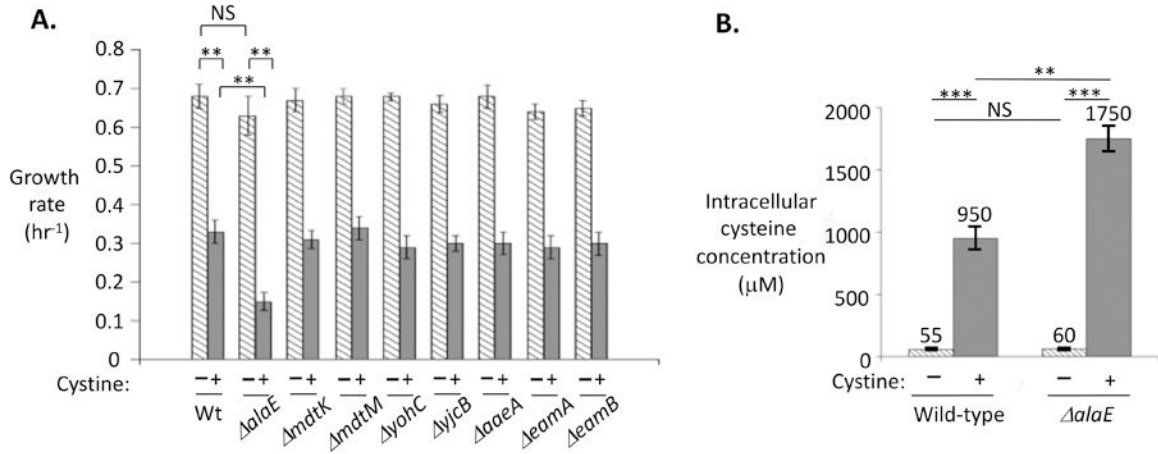 A.
NS
**
**
**
0.8
0.7
0.6
0.5
0.4
0.3
0.2
0.1
0
Growth
rate
(hr⁻¹)
Cystine: – + – + – + – + – + – + – + – + – +
Wt ΔalaE ΔmdtK ΔmdtM ΔyohC ΔyjcB ΔaaeA ΔeamA ΔeamB
B.
**
*** ***
NS
2000
1500
1000
500
0
1750
950
55
60
Intracellular
cysteine
concentration
(μM)
Cystine: – + – +
Wild-type ΔalaE